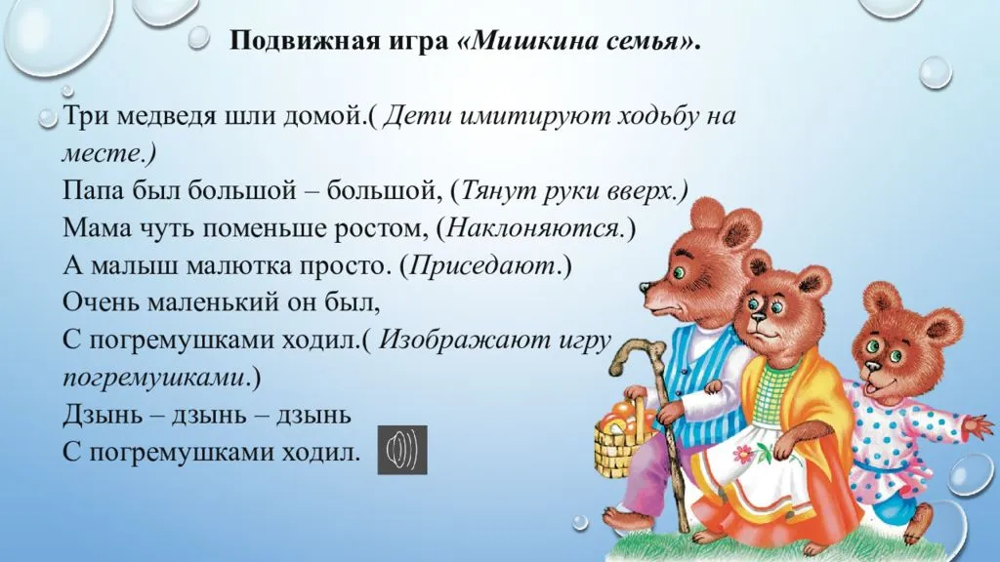 Подвижная игра «Мишкина семья».
Три медведя шли домой.( Дети имитируют ходьбу на
месте.)
Папа был большой – большой, (Тянут руки вверх.)
Мама чуть поменьше ростом, (Наклоняются.)
А малыш малютка просто. (Приседают.)
Очень маленький он был,
С погремушками ходил.( Изображают игру
погремушками.)
Дзынь – дзынь – дзынь
С погремушками ходил.